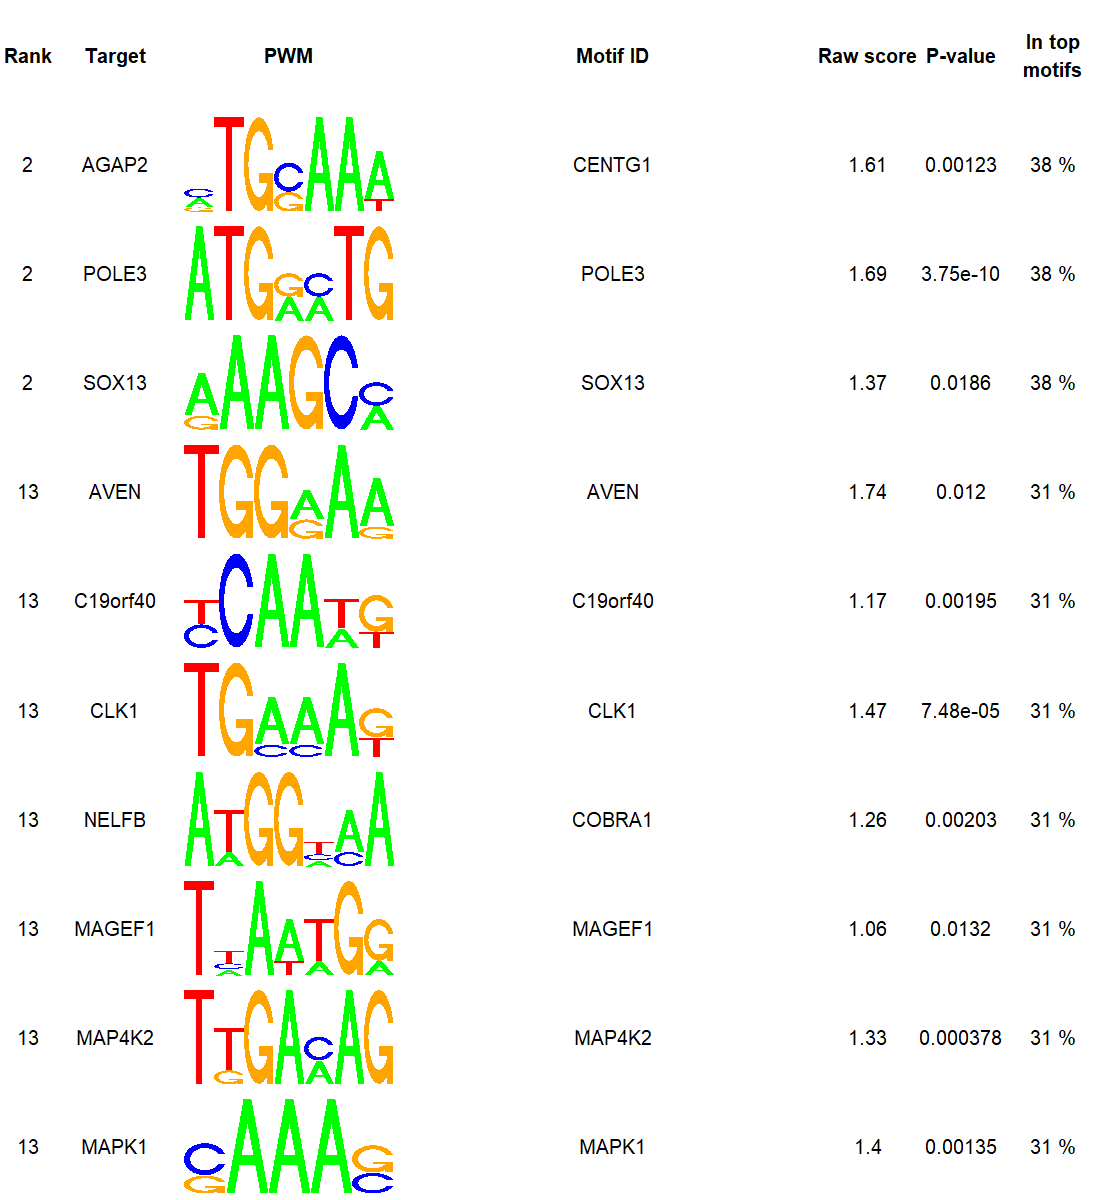 Rank Target PWM Motif ID Raw score P-value In top motifs
2 AGAP2 CENTG1 1.61 0.00123 38 %
2 POLE3 POLE3 1.69 3.75e-10 38 %
2 SOX13 SOX13 1.37 0.0186 38 %
13 AVEN AVEN 1.74 0.012 31 %
13 C19orf40 C19orf40 1.17 0.00195 31 %
13 CLK1 CLK1 1.47 7.48e-05 31 %
13 NELFB COBRA1 1.26 0.00203 31 %
13 MAGEF1 MAGEF1 1.06 0.0132 31 %
13 MAP4K2 MAP4K2 1.33 0.000378 31 %
13 MAPK1 MAPK1 1.4 0.00135 31 %